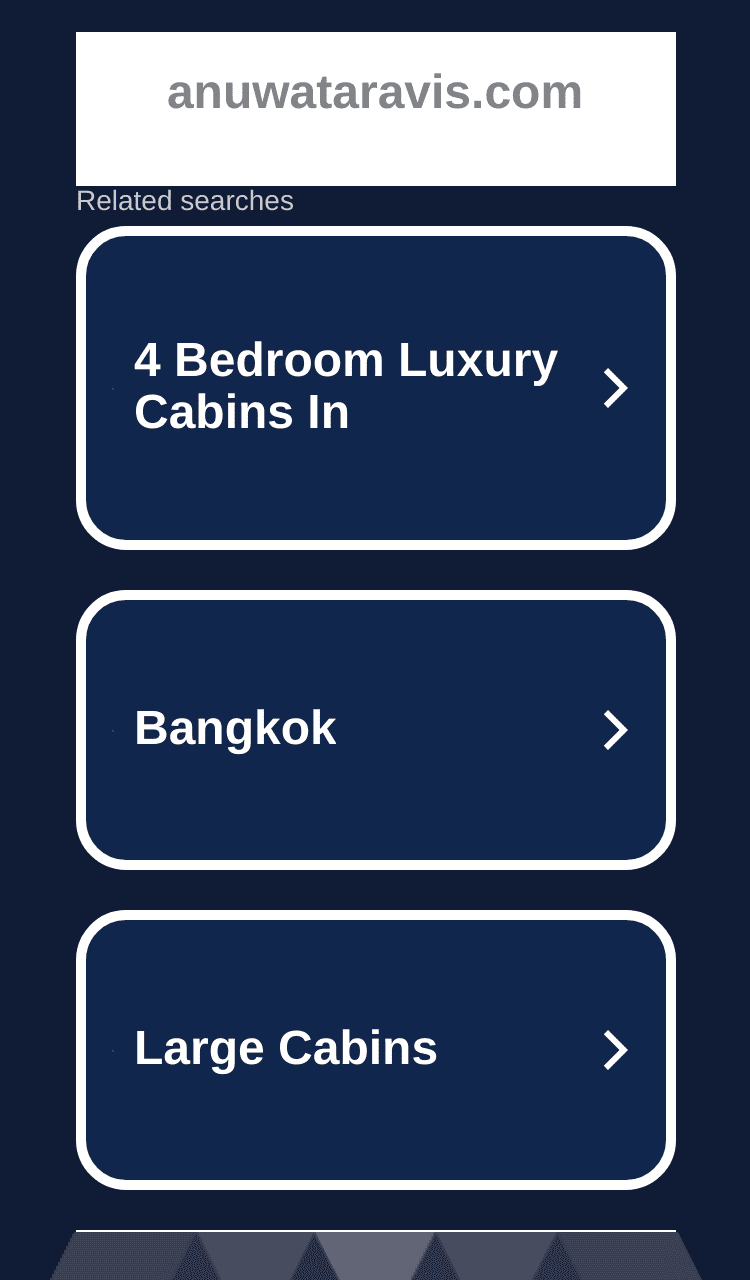 anuwataravis.com
Related searches
4 Bedroom Luxury
Cabins In
Bangkok
Large Cabins